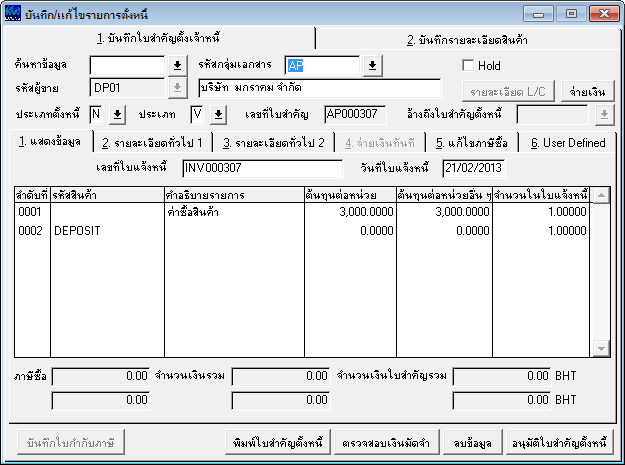 บันทึก/แก้ไขรายการตั้งหนี้
1. บันทึกใบสำคัญตั้งเจ้าหนี้ 2. บันทึกรายละเอียดสินค้า
ค้นหาข้อมูล รหัสกลุ่มเอกสาร AP Hold
รหัสผู้ขาย DP01 บริษัท มกราคม จำกัด รายละเอียด L/C จ่ายเงิน
ประเภทตั้งหนี้ N ประเภท V เลขที่ใบสำคัญ AP000307 อ้างถึงใบสำคัญตั้งหนี้
1. แสดงข้อมูล 2. รายละเอียดทั่วไป 1 3. รายละเอียดทั่วไป 2 4. จ่ายเงินทันที 5. แก้ไขภาษีซื้อ 6. User Defined
เลขที่ใบแจ้งหนี้ INV000307 วันที่ใบแจ้งหนี้ 21/02/2013
ลำดับที่ รหัสสินค้า คำอธิบายรายการ ต้นทุนต่อหน่วย ต้นทุนต่อหน่วยอื่น ๆ จำนวนในใบแจ้งหนี้
0001 ค่าซื้อสินค้า 3,000.0000 3,000.0000 1.00000
0002 DEPOSIT 0.0000 0.0000 1.00000
ภาษีซื้อ 0.00 จำนวนเงินรวม 0.00 จำนวนเงินใบสำคัญรวม 0.00 BHT
0.00 0.00 0.00 BHT
บันทึกใบกำกับภาษี พิมพ์ใบสำคัญตั้งหนี้ ตรวจสอบเงินมัดจำ ลบข้อมูล อนุมัติใบสำคัญตั้งหนี้